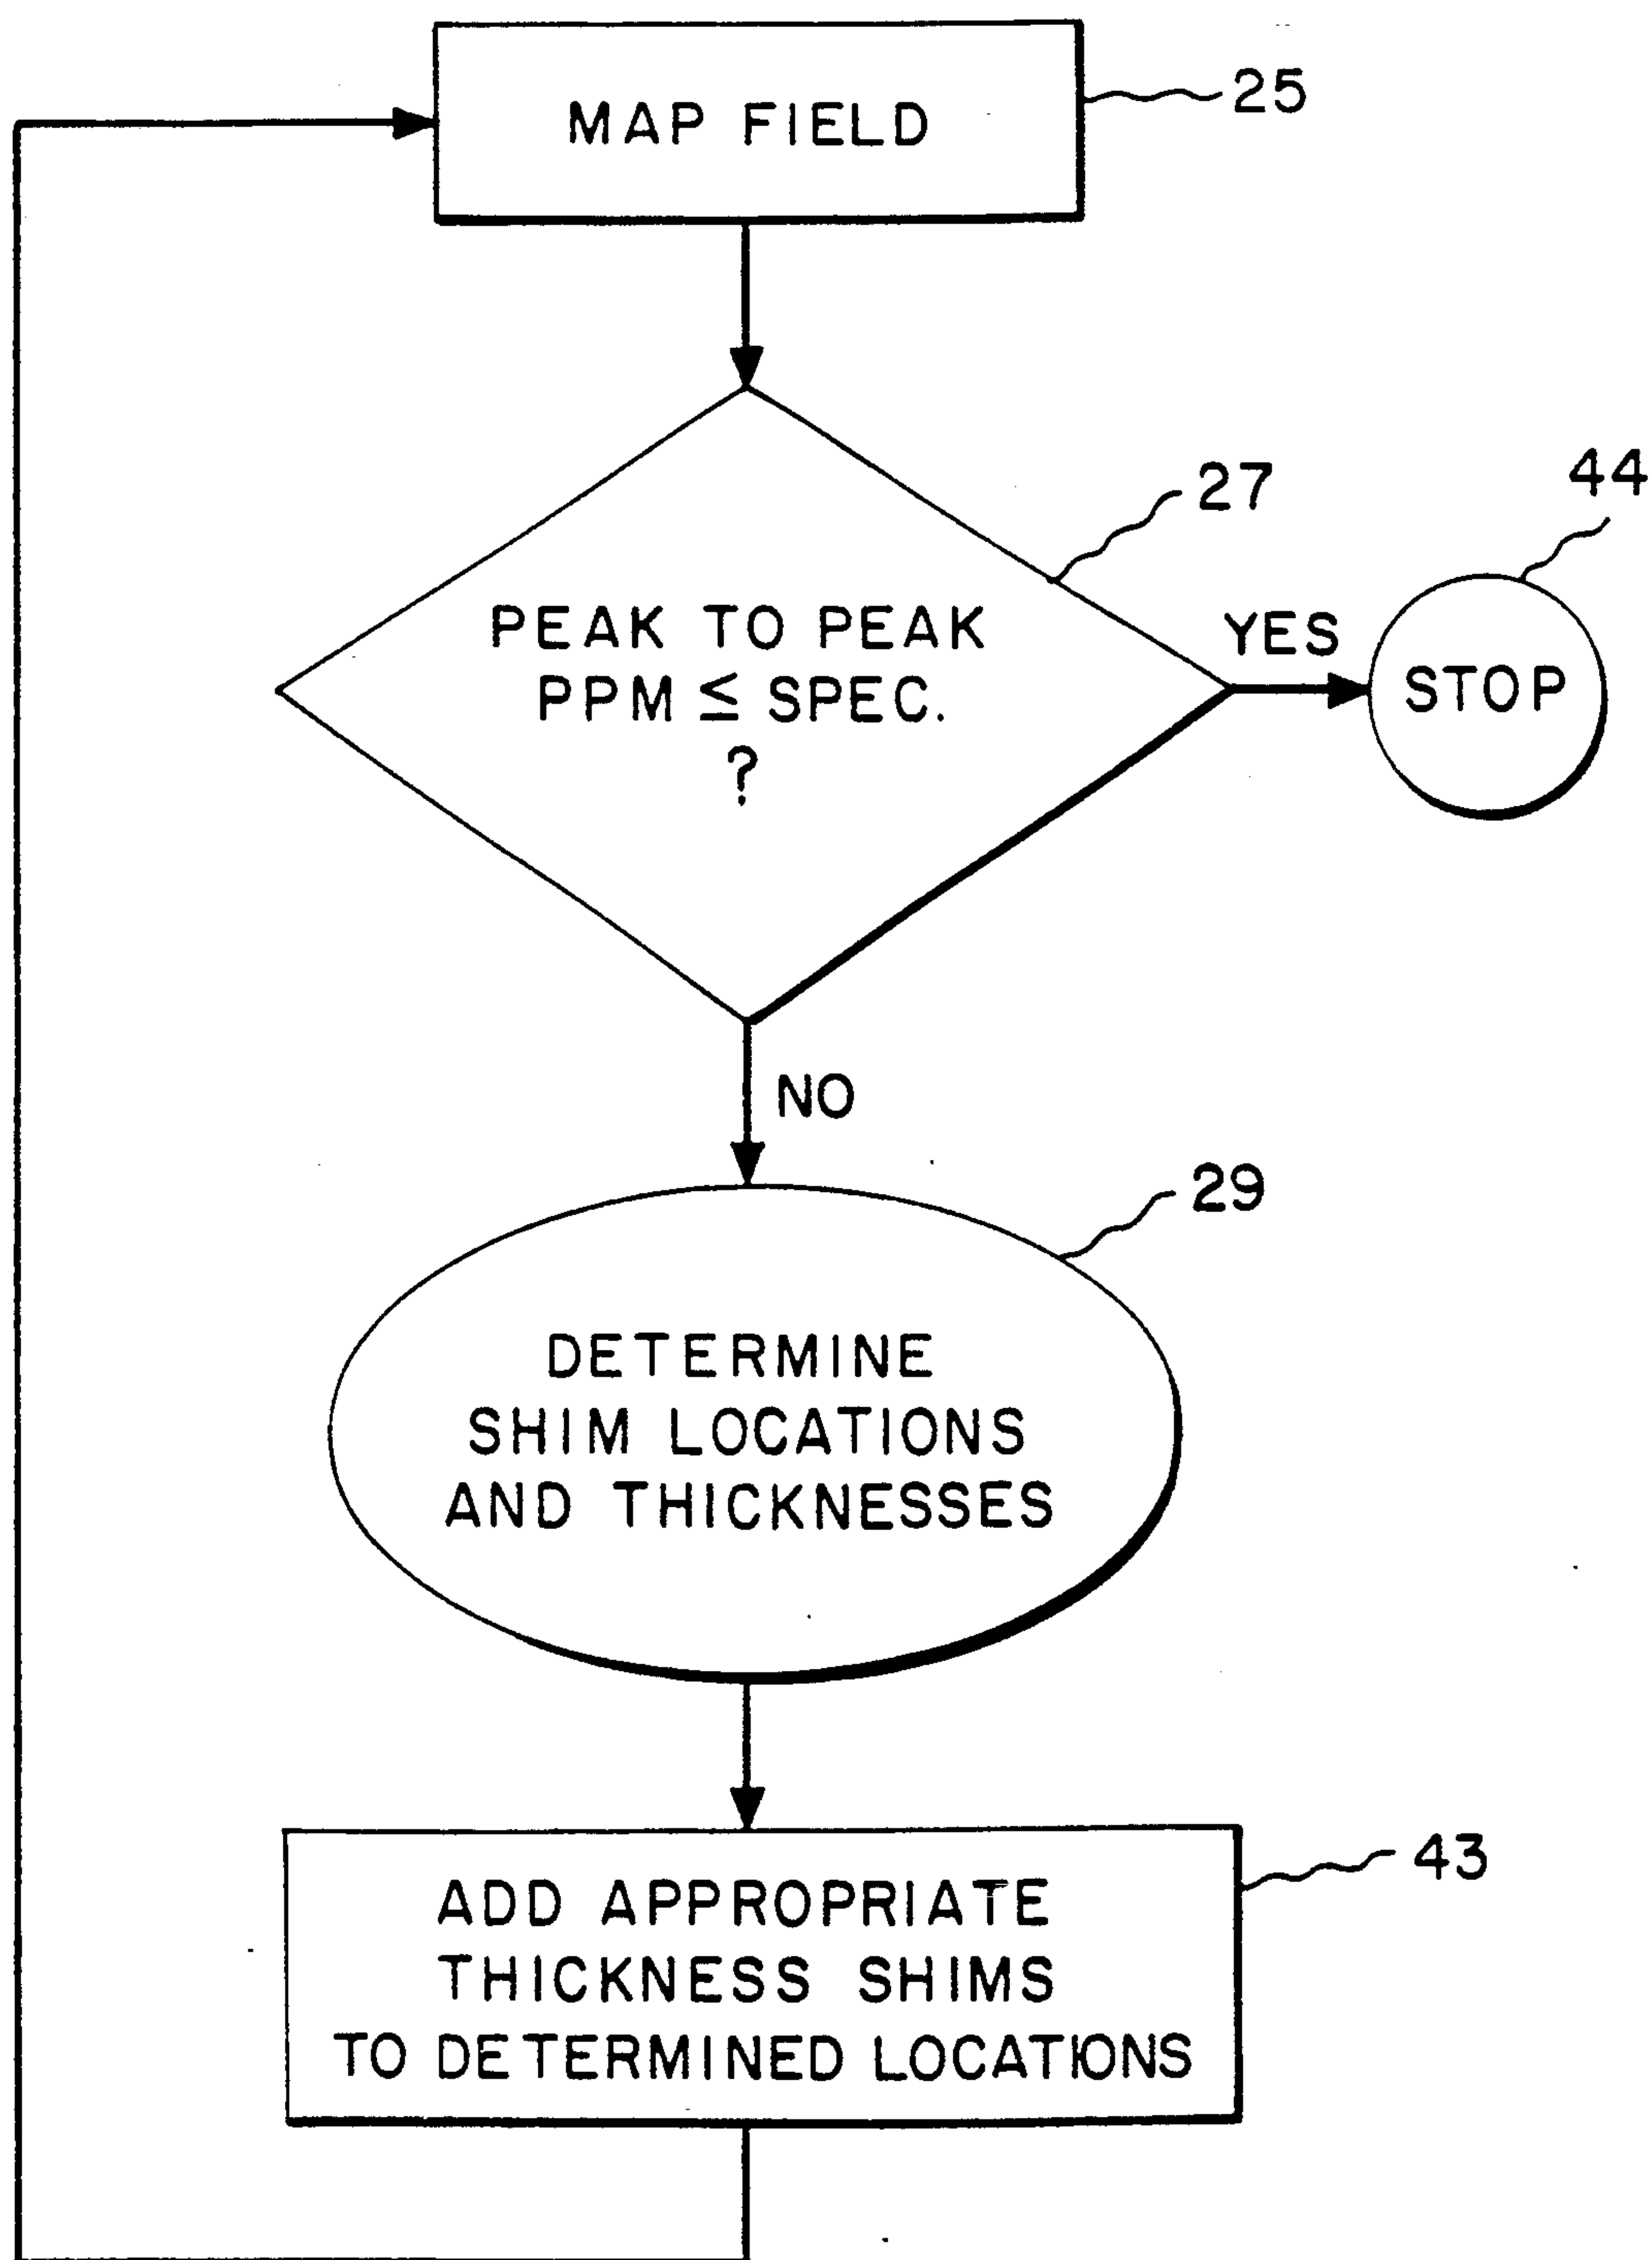 MAP FIELD
25
27
44
PEAK TO PEAK
PPM ≤ SPEC.
?
YES
STOP
NO
29
DETERMINE
SHIM LOCATIONS
AND THICKNESSES
43
ADD APPROPRIATE
THICKNESS SHIMS
TO DETERMINED LOCATIONS